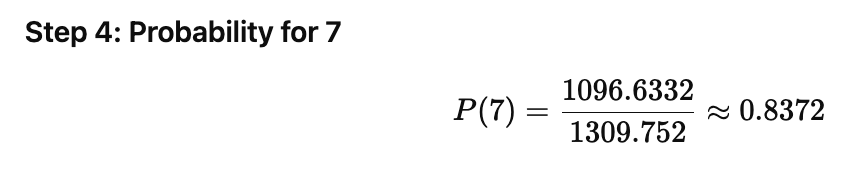 Step 4: Probability for 7
P(7) = 1096.6332 / 1309.752 ≈ 0.8372